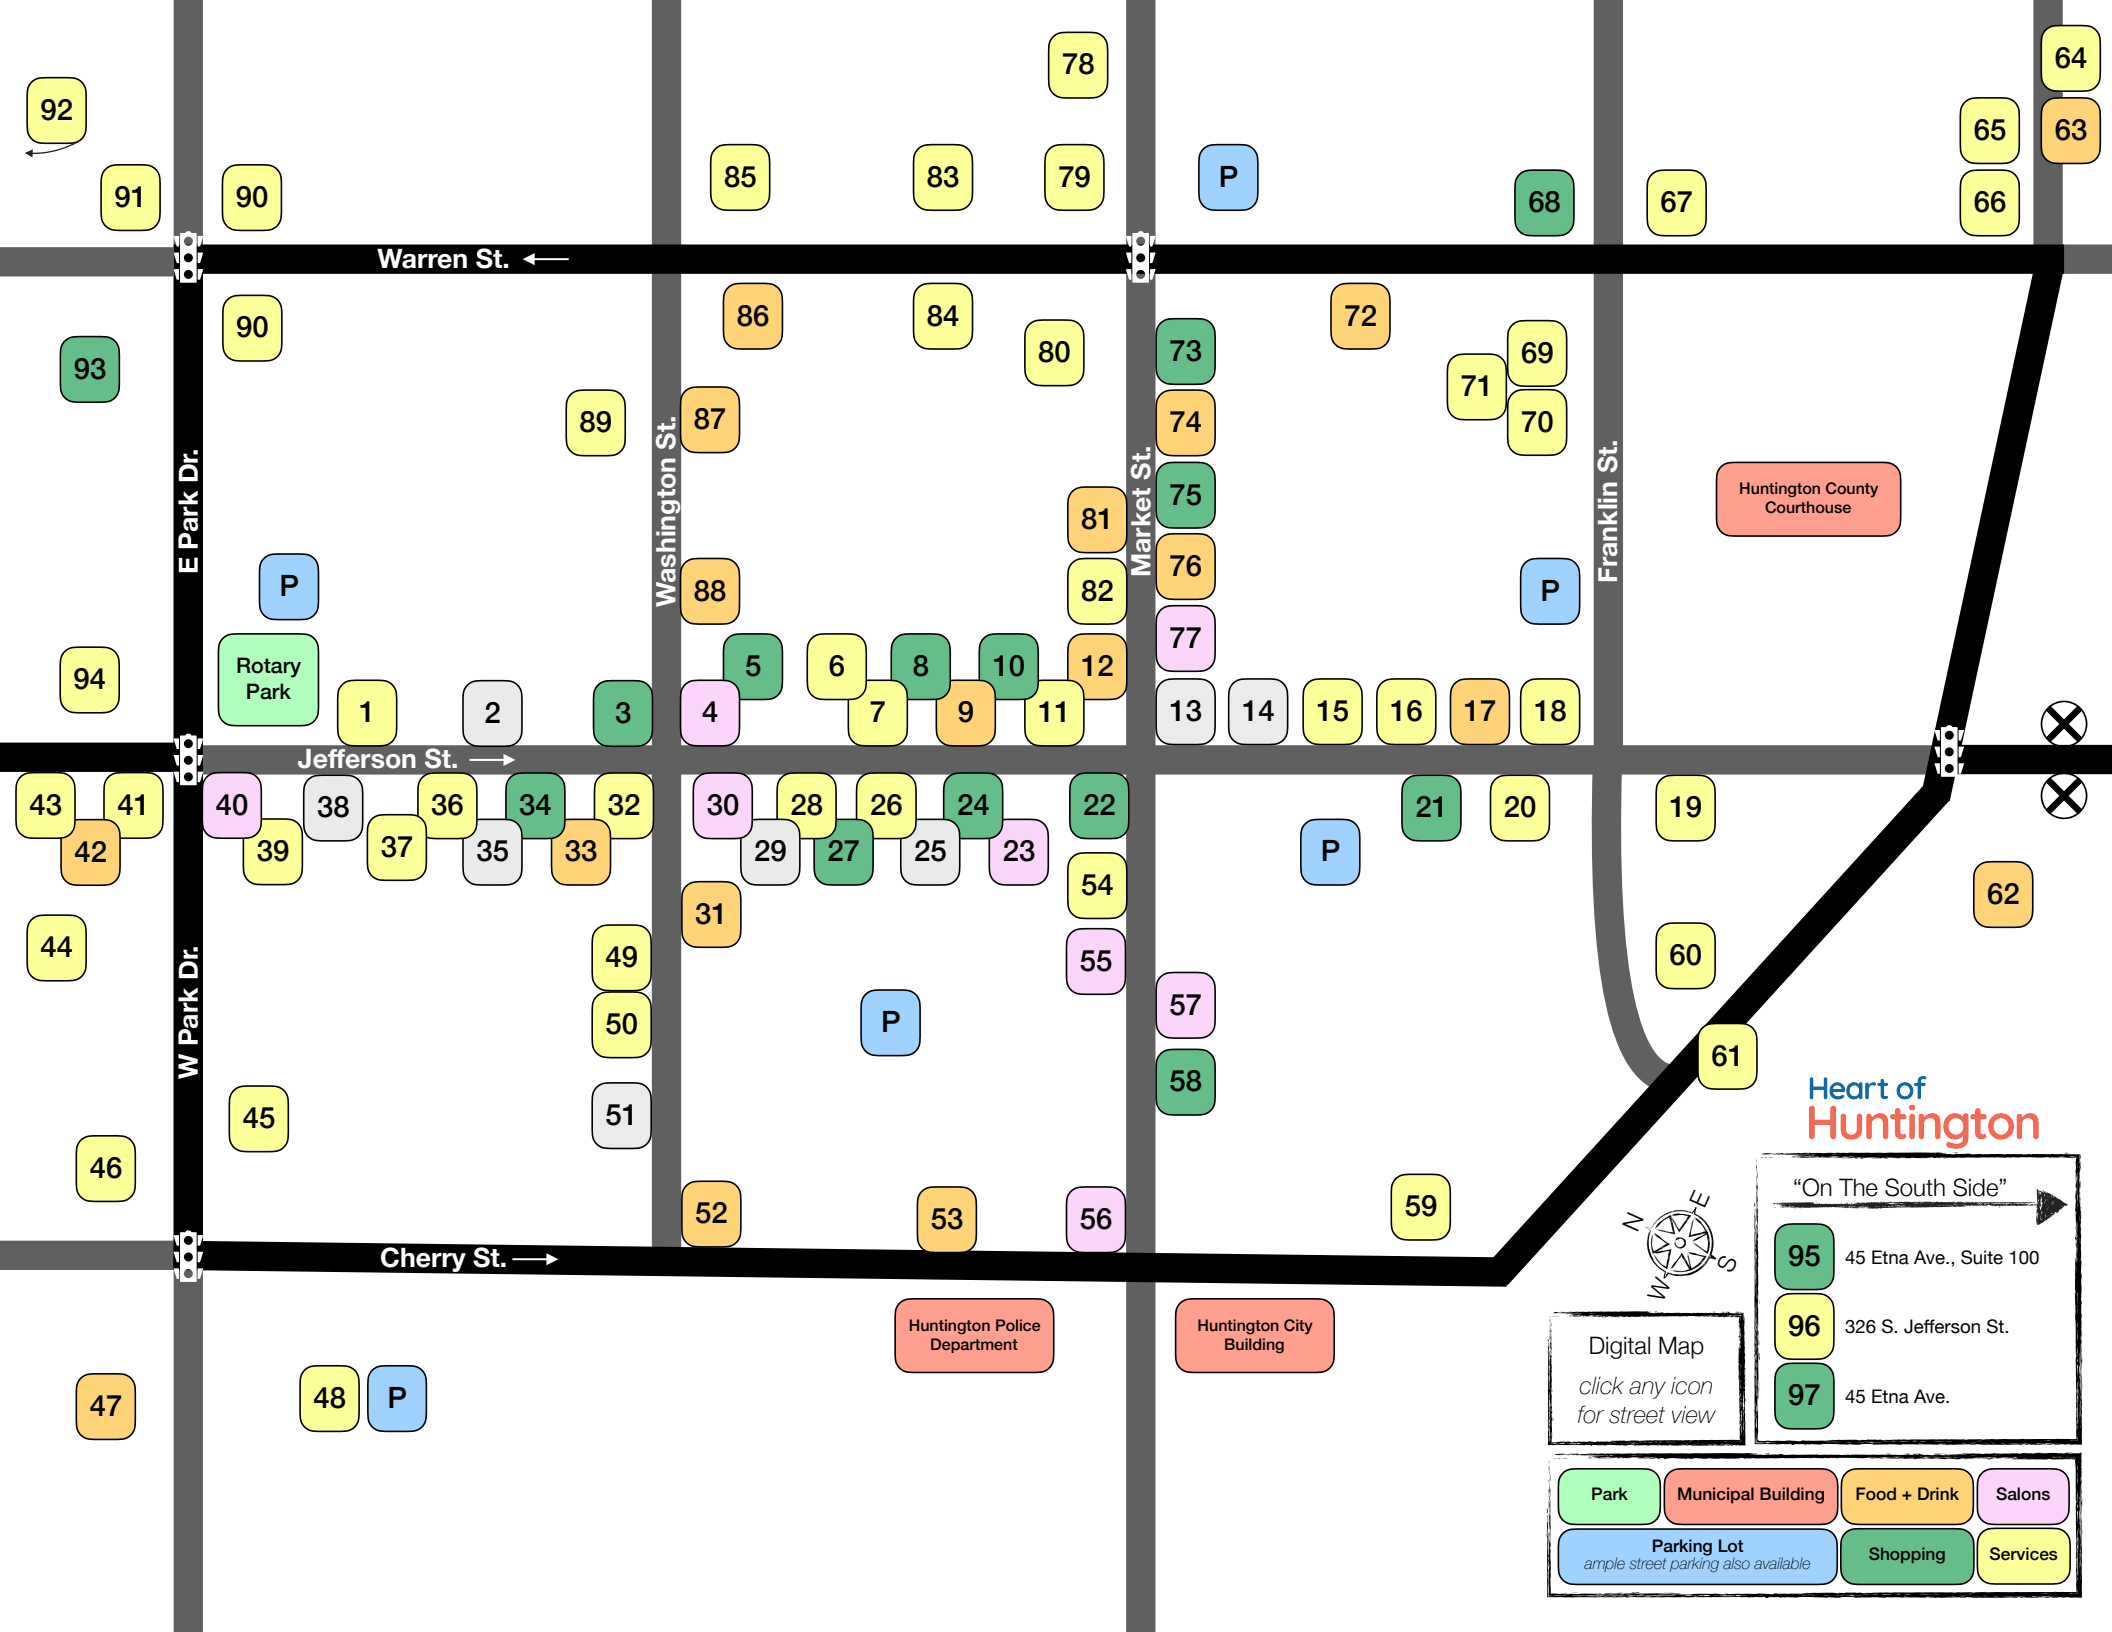 78
64
92
65
63
85
83
79
P
91
90
68
67
66
Warren St.
86
84
72
90
80
73
69
93
71
87
89
74
70
E Park Dr.
Washington St.
Market St.
Franklin St.
75
Huntington County
Courthouse
81
76
P
88
82
P
77
Rotary
Park
94
5
6
8
10
12
1
2
3
4
7
9
11
13
14
15
16
17
18
Jefferson St.
43
41
40
38
36
34
32
30
28
26
24
22
21
20
19
42
39
37
35
33
29
27
25
23
P
54
62
31
44
49
55
60
W Park Dr.
57
50
P
61
58
45
51
Heart of
Huntington
46
52
53
56
59
"On The South Side"
N
E
S
W
95
45 Etna Ave., Suite 100
Cherry St.
Huntington Police
Department
Huntington City
Building
96
326 S. Jefferson St.
Digital Map
click any icon
for street view
97
45 Etna Ave.
47
48
P
Park
Municipal Building
Food + Drink
Salons
Parking Lot
ample street parking also available
Shopping
Services